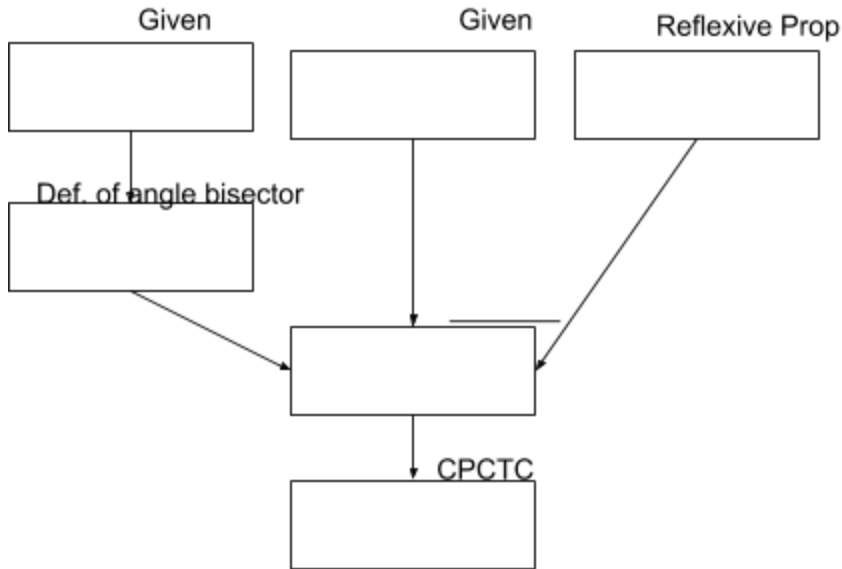 Given
Given
Reflexive Prop
Def. of angle bisector
CPCTC